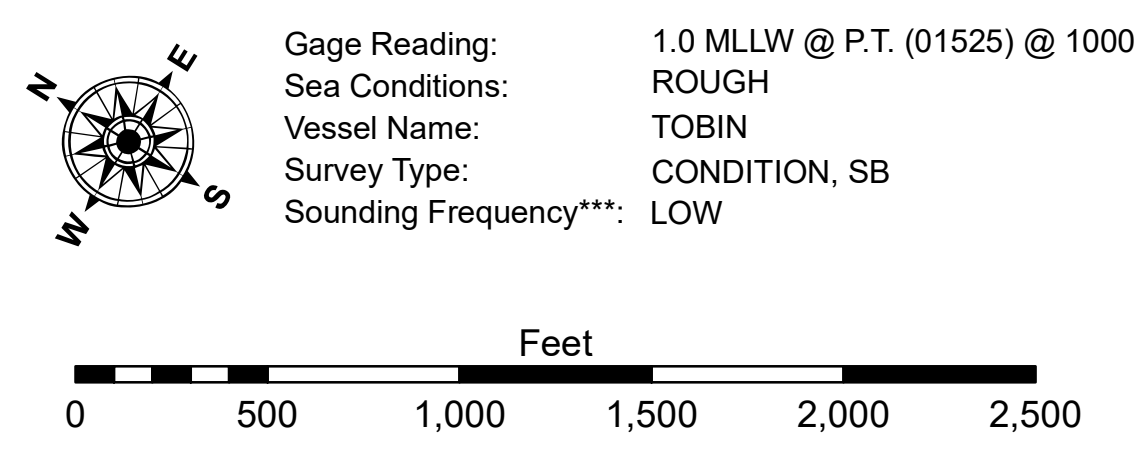 N
E
S
W
Gage Reading: 1.0 MLLW @ P.T. (01525) @ 1000
Sea Conditions: ROUGH
Vessel Name: TOBIN
Survey Type: CONDITION, SB
Sounding Frequency***: LOW
Feet
0 500 1,000 1,500 2,000 2,500